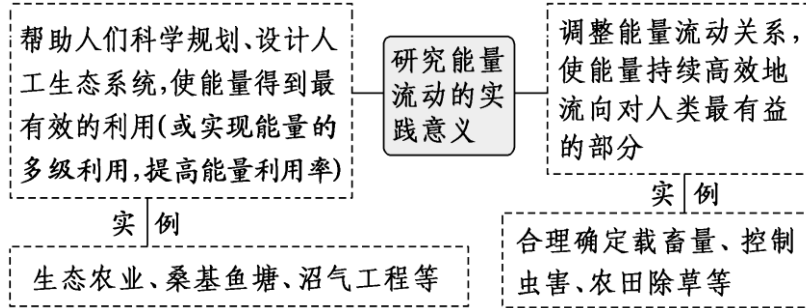 帮助人们科学规划、设计人
工生态系统,使能量得到最
有效的利用(或实现能量的
多级利用,提高能量利用率)
研究能量
流动的实
践意义
调整能量流动关系,
使能量持续高效地
流向对人类最有益
的部分
实例
实例
生态农业、桑基鱼塘、沼气工程等
合理确定载畜量、控制
虫害、农田除草等